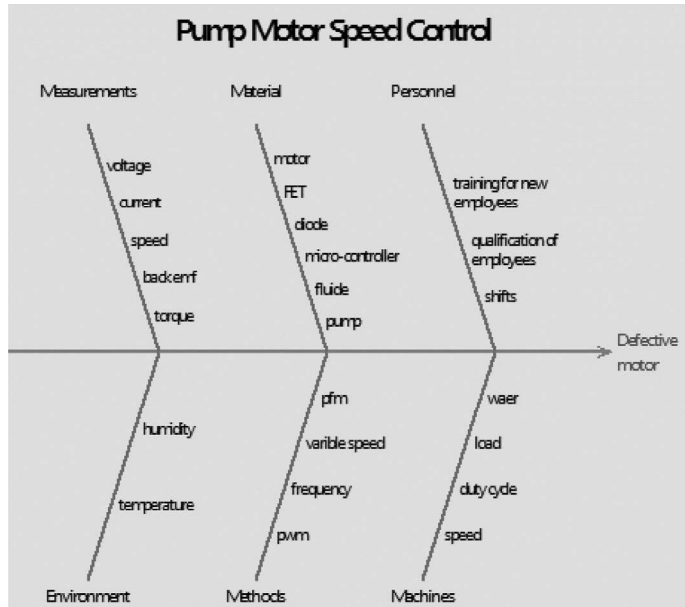 Pump Motor Speed Control
Measurements
Material
Personnel
voltage
current
speed
back emf
torque
motor
FET
diode
micro-controller
fluide
pump
training for new
employees
qualification of
employees
shifts
Defective
motor
humidity
temperature
pfm
varible speed
frequency
pwm
waer
load
duty cycle
speed
Environment
Methods
Machines